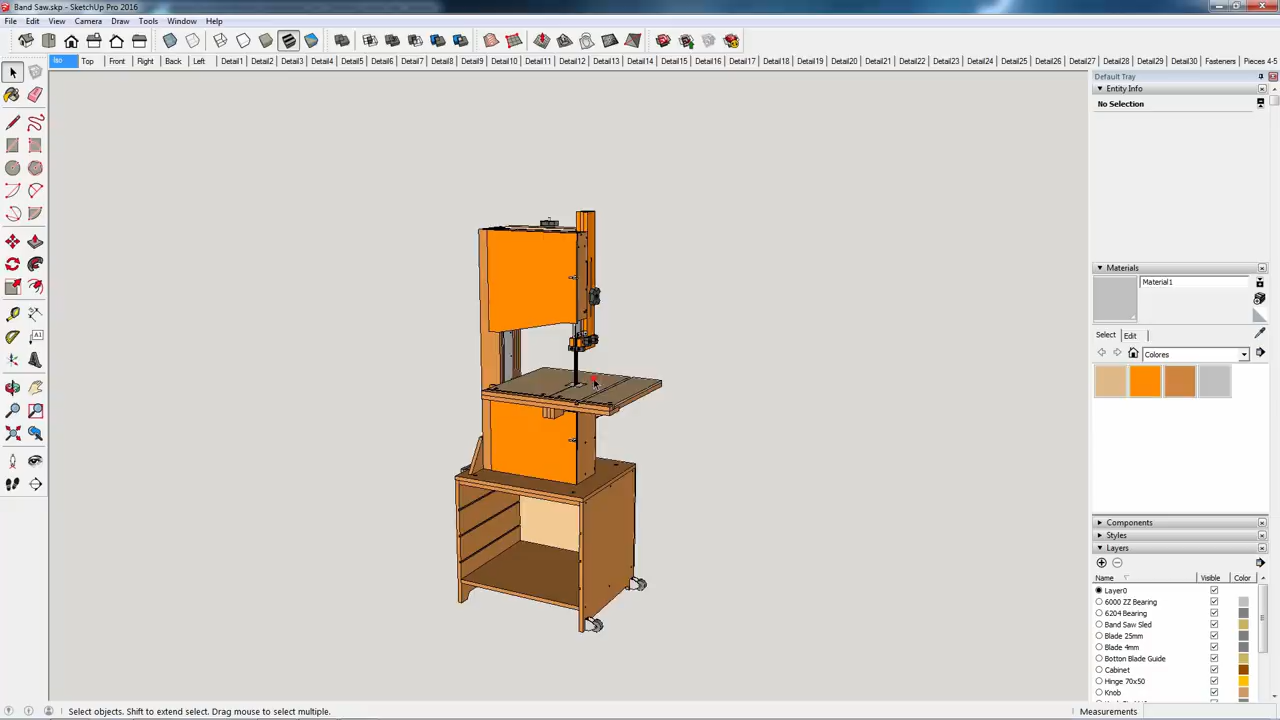 Band Saw.skp - SketchUp Pro 2016
File Edit View Camera Draw Tools Window Help
Iso Top Front Right Back Left Detail1 Detail2 Detail3 Detail4 Detail5 Detail6 Detail7 Detail8 Detail9 Detail10 Detail11 Detail12 Detail13 Detail14 Detail15 Detail16 Detail17 Detail18 Detail19 Detail20 Detail21 Detail22 Detail23 Detail24 Detail25 Detail26 Detail27 Detail28 Detail29 Detail30 Fasteners Pieces 4-5
Default Tray
Entity Info
No Selection
Materials
Material1
Select Edit
Colores
Components
Styles
Layers
Name Visible Color
Layer0
6000 ZZ Bearing
6204 Bearing
Band Saw Sled
Blade 25mm
Blade 4mm
Botton Blade Guide
Cabinet
Hinge 70x50
Knob
Select objects. Shift to extend select. Drag mouse to select multiple.
Measurements